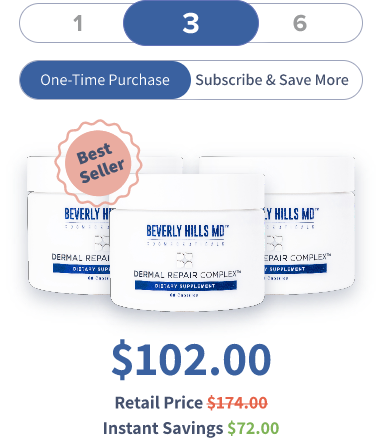 1 3 6
One-Time Purchase Subscribe & Save More
Best
Seller
BEVERLY HILLS MD™
DERMAL REPAIR COMPLEX™
DIETARY SUPPLEMENT
$102.00
Retail Price $174.00
Instant Savings $72.00